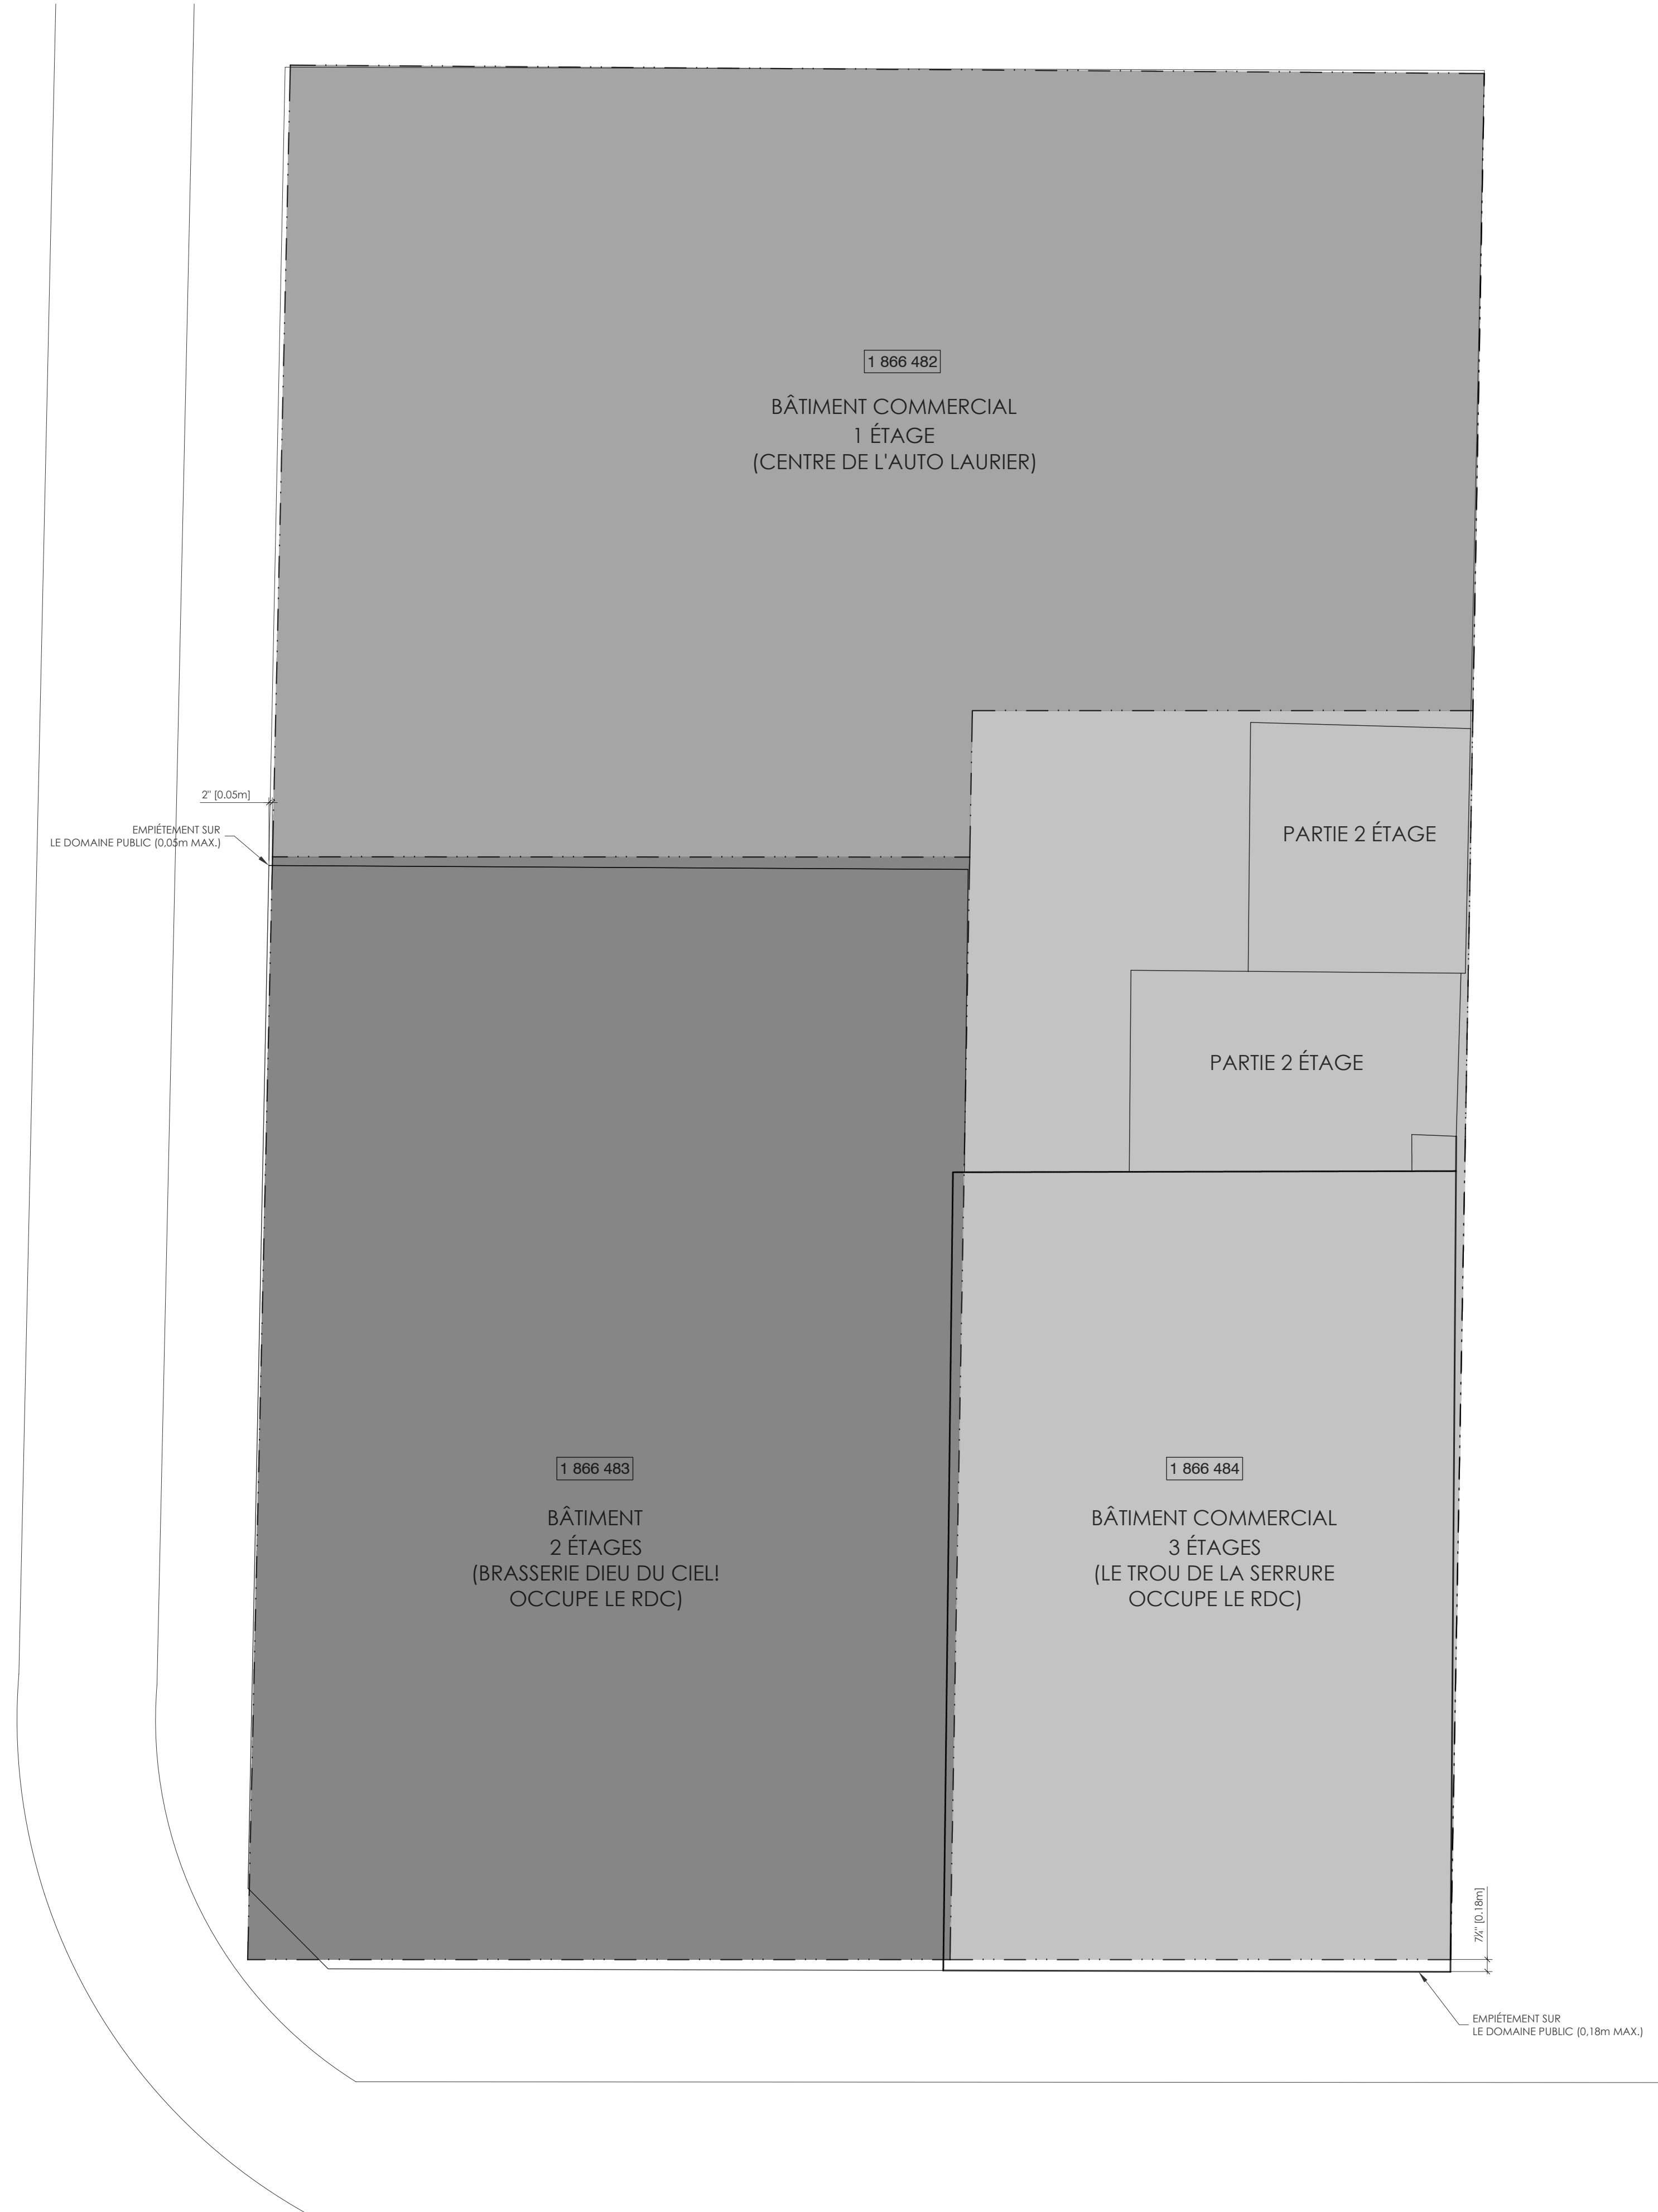 1 866 482
BÂTIMENT COMMERCIAL
1 ÉTAGE
(CENTRE DE L'AUTO LAURIER)
2" [0.05m]
EMPIÉTEMENT SUR
LE DOMAINE PUBLIC (0,05m MAX.)
PARTIE 2 ÉTAGE
PARTIE 2 ÉTAGE
1 866 483
BÂTIMENT
2 ÉTAGES
(BRASSERIE DIEU DU CIEL!
OCCUPE LE RDC)
1 866 484
BÂTIMENT COMMERCIAL
3 ÉTAGES
(LE TROU DE LA SERRURE
OCCUPE LE RDC)
7¼" [0.18m]
EMPIÉTEMENT SUR
LE DOMAINE PUBLIC (0,18m MAX.)